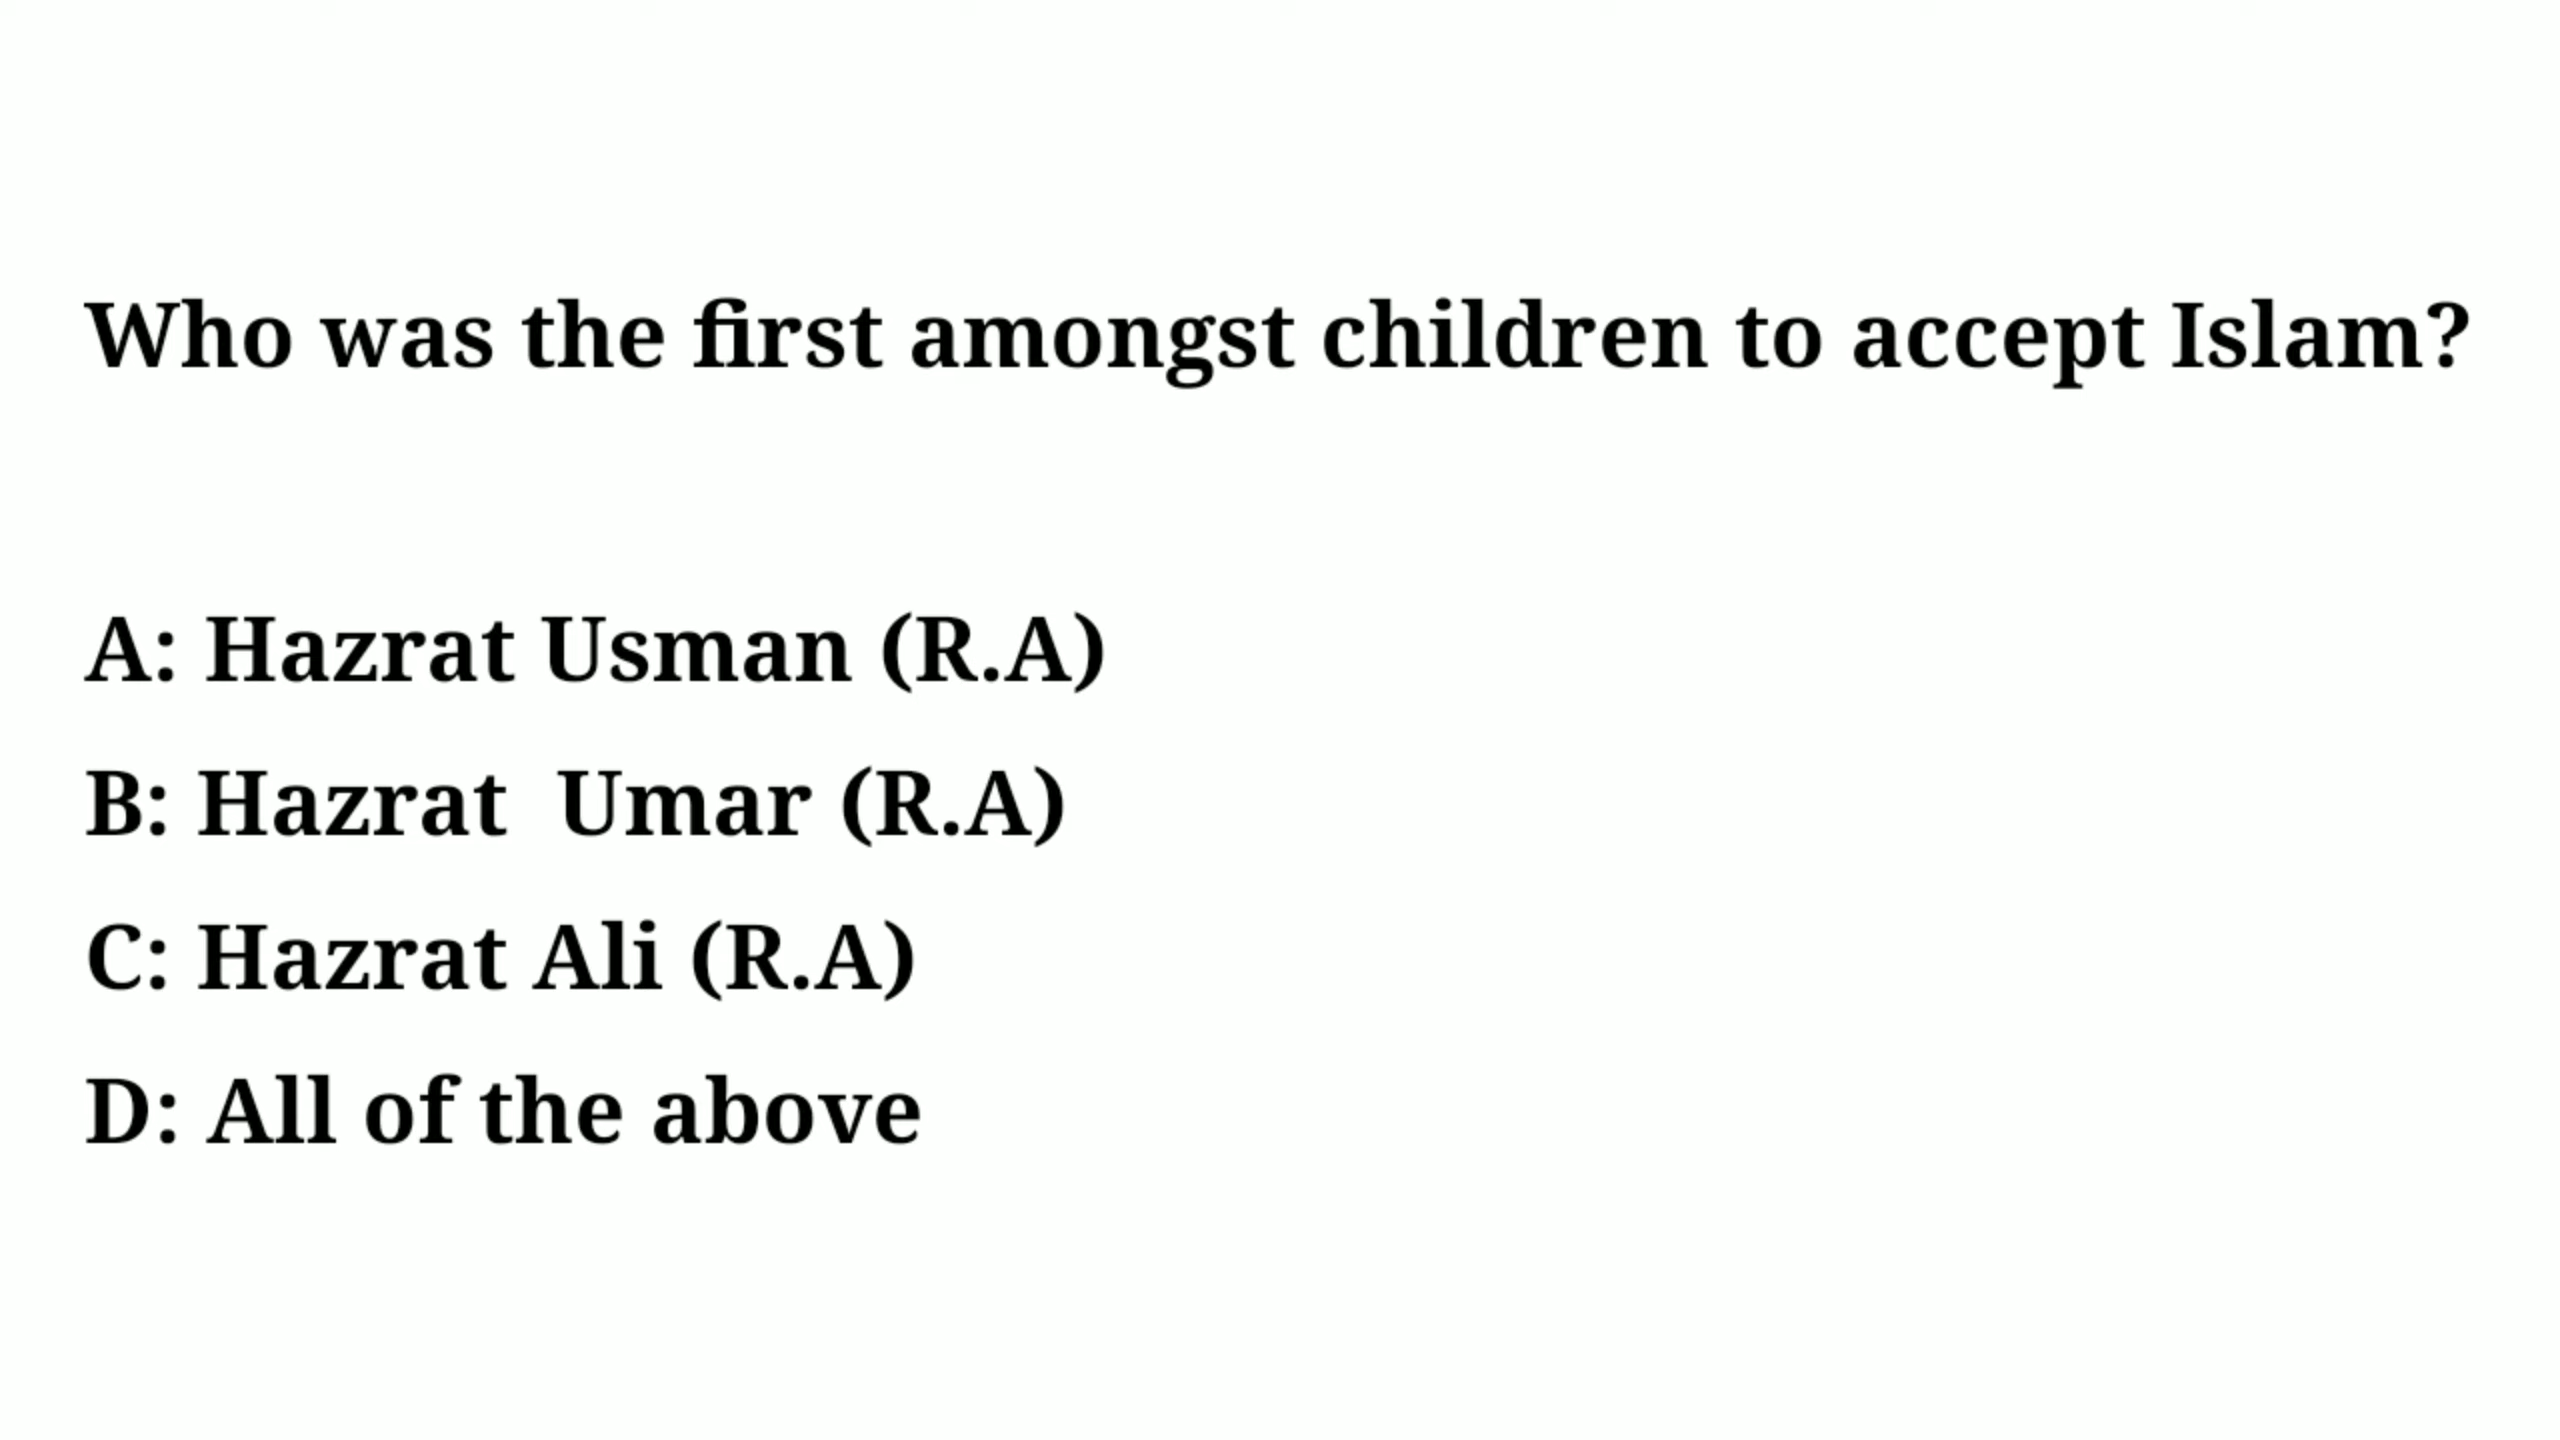 Who was the first amongst children to accept Islam?
A: Hazrat Usman (R.A)
B: Hazrat  Umar (R.A)
C: Hazrat Ali (R.A)
D: All of the above